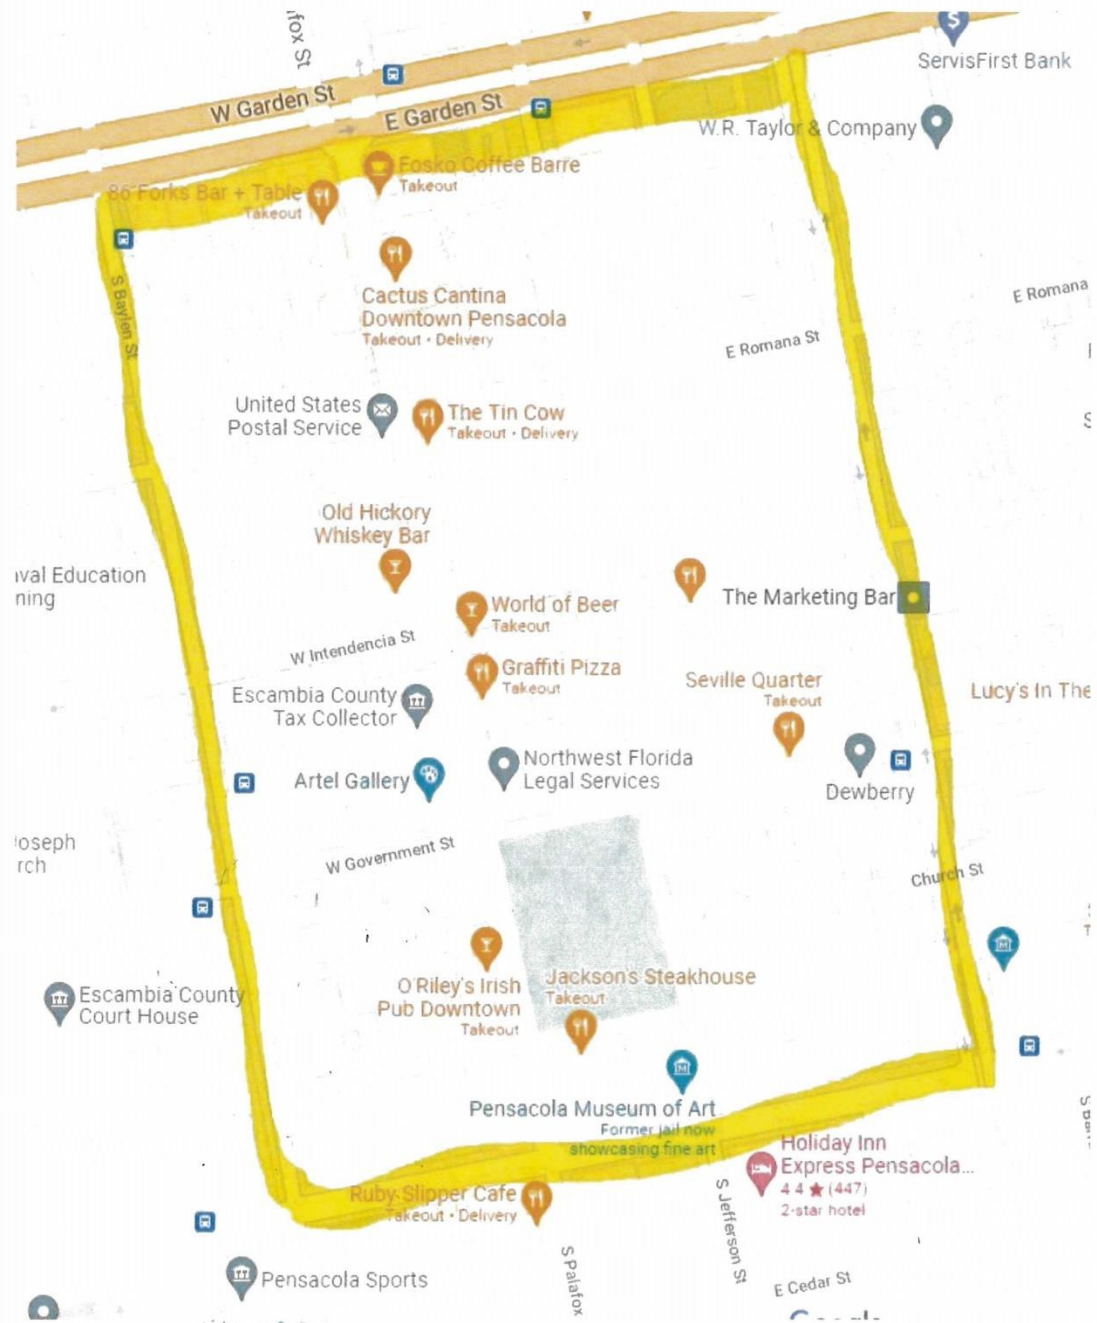 fox St
ServisFirst Bank
W Garden St
E Garden St
W.R. Taylor & Company
Fosko Coffee Barre
Takeout
86 Forks Bar + Table
Takeout
S Baylen St
Cactus Cantina
Downtown Pensacola
Takeout · Delivery
E Romana
E Romana St
United States
Postal Service
The Tin Cow
Takeout · Delivery
Old Hickory
Whiskey Bar
aval Education
ning
The Marketing Bar
World of Beer
Takeout
W Intendencia St
Graffiti Pizza
Takeout
Seville Quarter
Takeout
Lucy's In The
Escambia County
Tax Collector
Northwest Florida
Legal Services
Artel Gallery
Dewberry
Joseph
rch
W Government St
Church St
Jackson's Steakhouse
Takeout
O'Riley's Irish
Pub Downtown
Takeout
Escambia County
Court House
Pensacola Museum of Art
Former jail now
showcasing fine art
Holiday Inn
Express Pensacola...
4.4 ★ (447)
2-star hotel
Ruby Slipper Cafe
Takeout · Delivery
S Jefferson St
S Palafox
E Cedar St
Pensacola Sports
Google